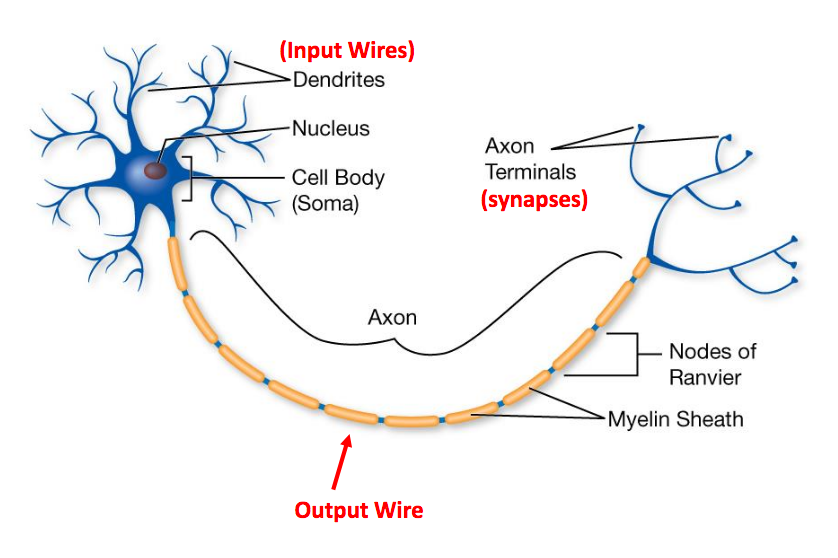 (Input Wires)
Dendrites
Nucleus
Cell Body
(Soma)
Axon
Terminals
(synapses)
Axon
Nodes of
Ranvier
Myelin Sheath
Output Wire